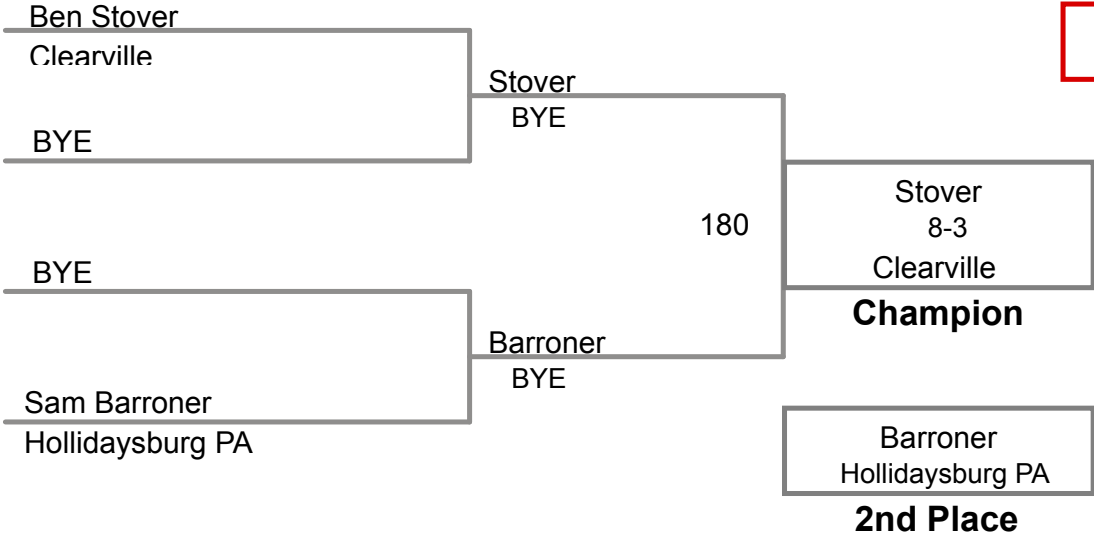 Ben Stover
Clearville
Stover
BYE
BYE
180
Stover
8-3
Clearville
BYE
Champion
Barroner
BYE
Sam Barroner
Hollidaysburg PA
Barroner
Hollidaysburg PA
2nd Place